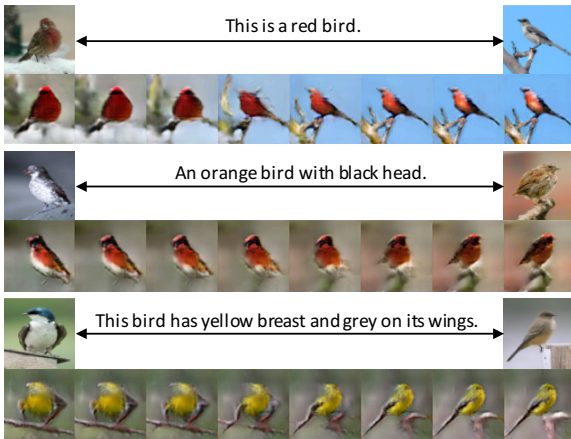 This is a red bird.
An orange bird with black head.
This bird has yellow breast and grey on its wings.